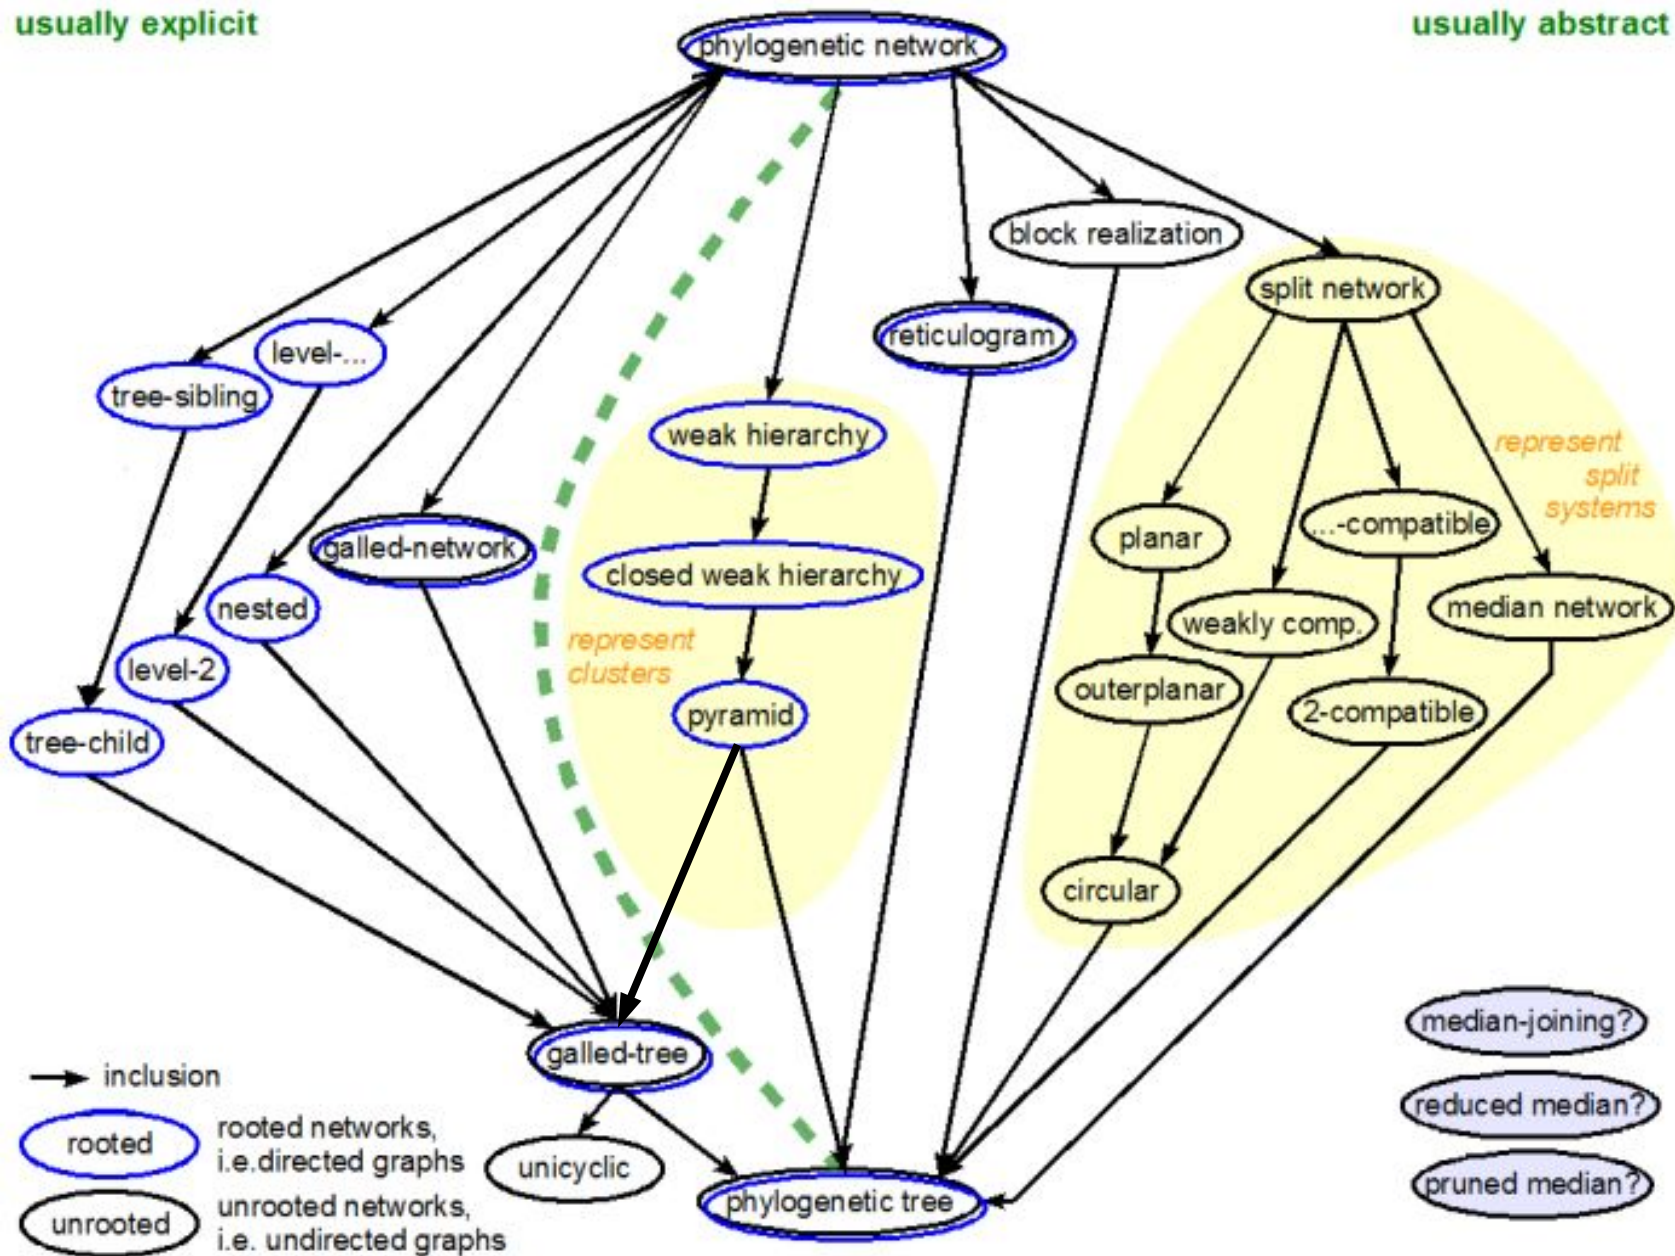 usually explicit
usually abstract
phylogenetic network
block realization
split network
reticulogram
level-...
tree-sibling
weak hierarchy
represent
split
systems
planar
...-compatible
galled-network
closed weak hierarchy
nested
weakly comp.
median network
represent
clusters
level-2
outerplanar
pyramid
2-compatible
tree-child
circular
median-joining?
galled-tree
inclusion
reduced median?
rooted
rooted networks,
i.e.directed graphs
unicyclic
pruned median?
phylogenetic tree
unrooted
unrooted networks,
i.e. undirected graphs